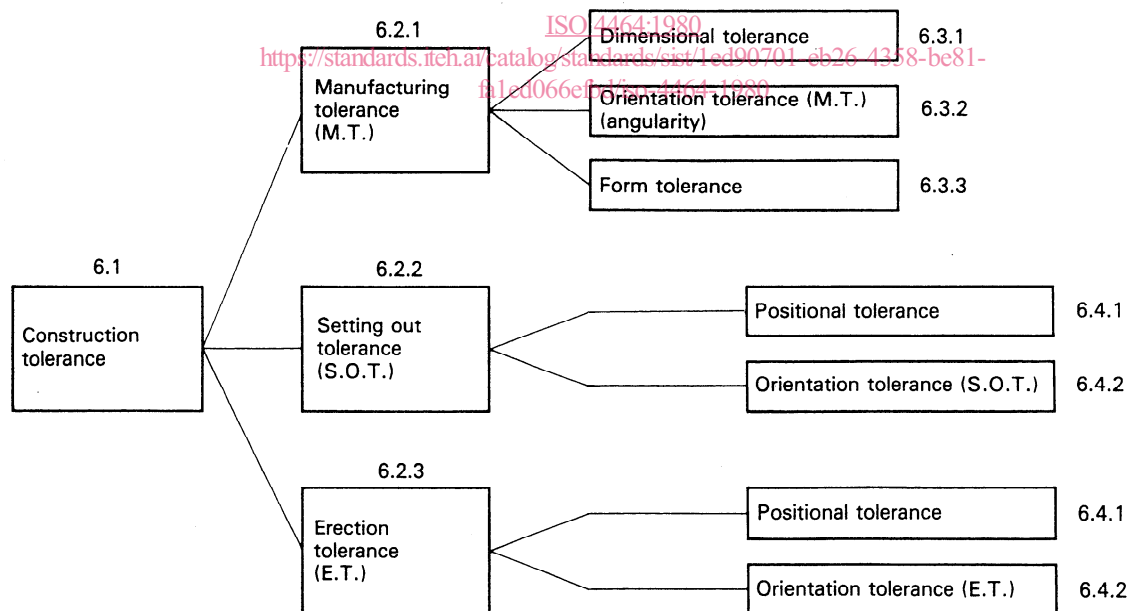 ISO 4464:1980
https://standards.iteh.ai/catalog/standards/sist/1ed90701-eb26-4358-be81-
fa1ed066efbd/iso-4464-1980
6.1
Construction
tolerance
6.2.1
Manufacturing
tolerance
(M.T.)
Dimensional tolerance
6.3.1
Orientation tolerance (M.T.)
(angularity)
6.3.2
Form tolerance
6.3.3
6.2.2
Setting out
tolerance
(S.O.T.)
Positional tolerance
6.4.1
Orientation tolerance (S.O.T.)
6.4.2
6.2.3
Erection
tolerance
(E.T.)
Positional tolerance
6.4.1
Orientation tolerance (E.T.)
6.4.2